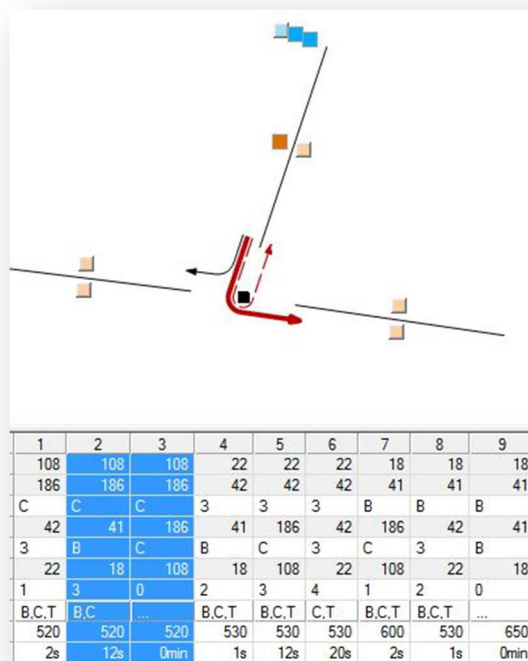 1 2 3 4 5 6 7 8 9
108 108 108 22 22 22 18 18 18
186 186 186 42 42 42 41 41 41
C C C 3 3 3 B B B
42 41 186 41 186 42 186 42 41
3 B C B C 3 C 3 B
22 18 108 18 108 22 108 22 18
1 3 0 2 3 4 1 2 0
B,C,T B,C ... B,C,T B,C,T C,T B,C,T B,C,T ...
520 520 520 530 530 530 600 530 650
2s 12s 0min 1s 12s 20s 2s 1s 0min